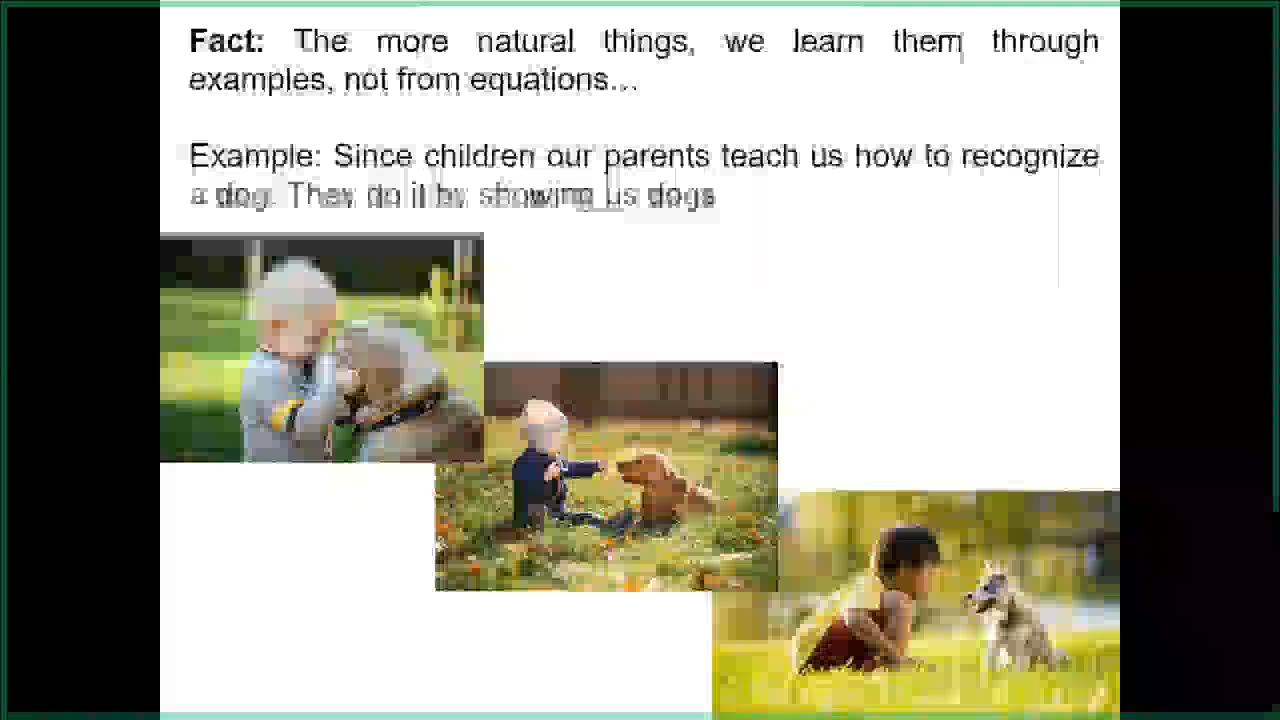 Fact: The more natural things, we learn them through
examples, not from equations...
Example: Since children our parents teach us how to recognize
a dog. They do it by showing us dogs